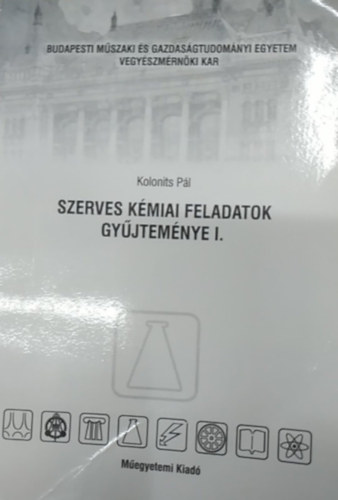 BUDAPESTI MŰSZAKI ÉS GAZDASÁGTUDOMÁNYI EGYETEM
VEGYÉSZMÉRNÖKI KAR
Kolonits Pál
SZERVES KÉMIAI FELADATOK
GYŰJTEMÉNYE I.
Műegyetemi Kiadó